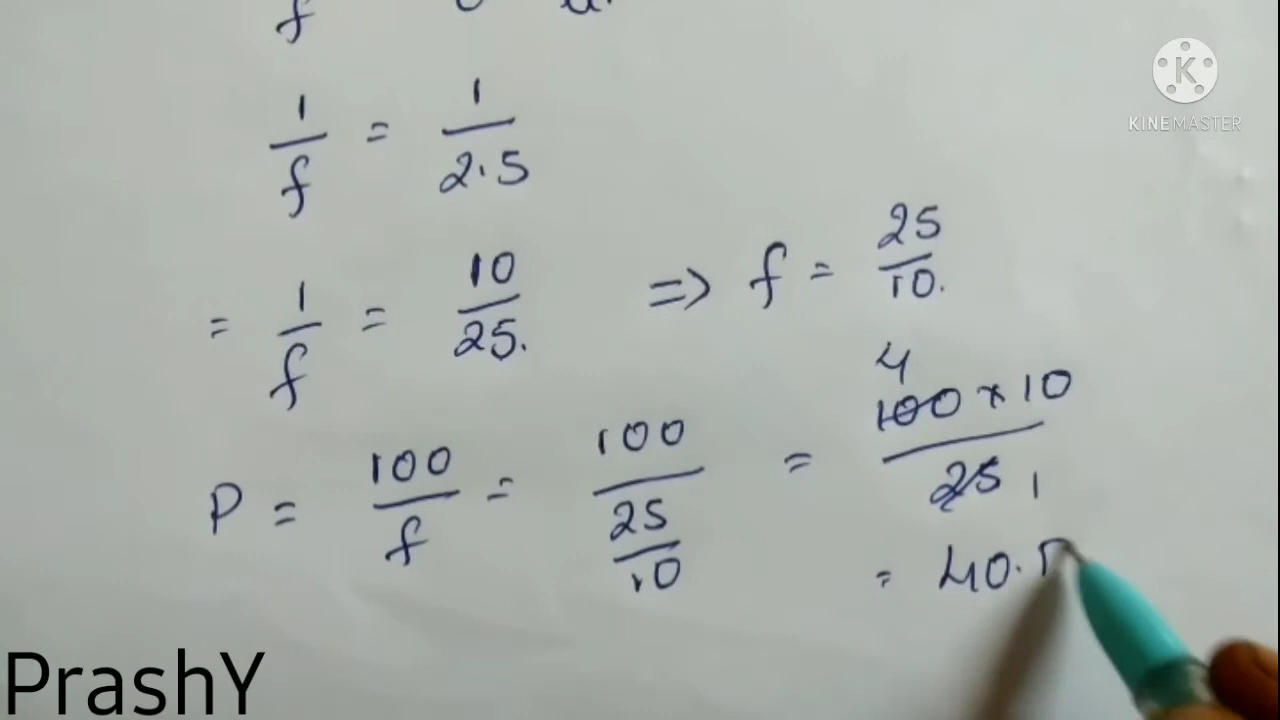 f
KINEMASTER
1/f = 1/2.5
= 1/f = 10/25. => f = 25/10.
P = 100/f = 100/(25/10) = 4 100 x 10/25 1
= 40.
PrashY